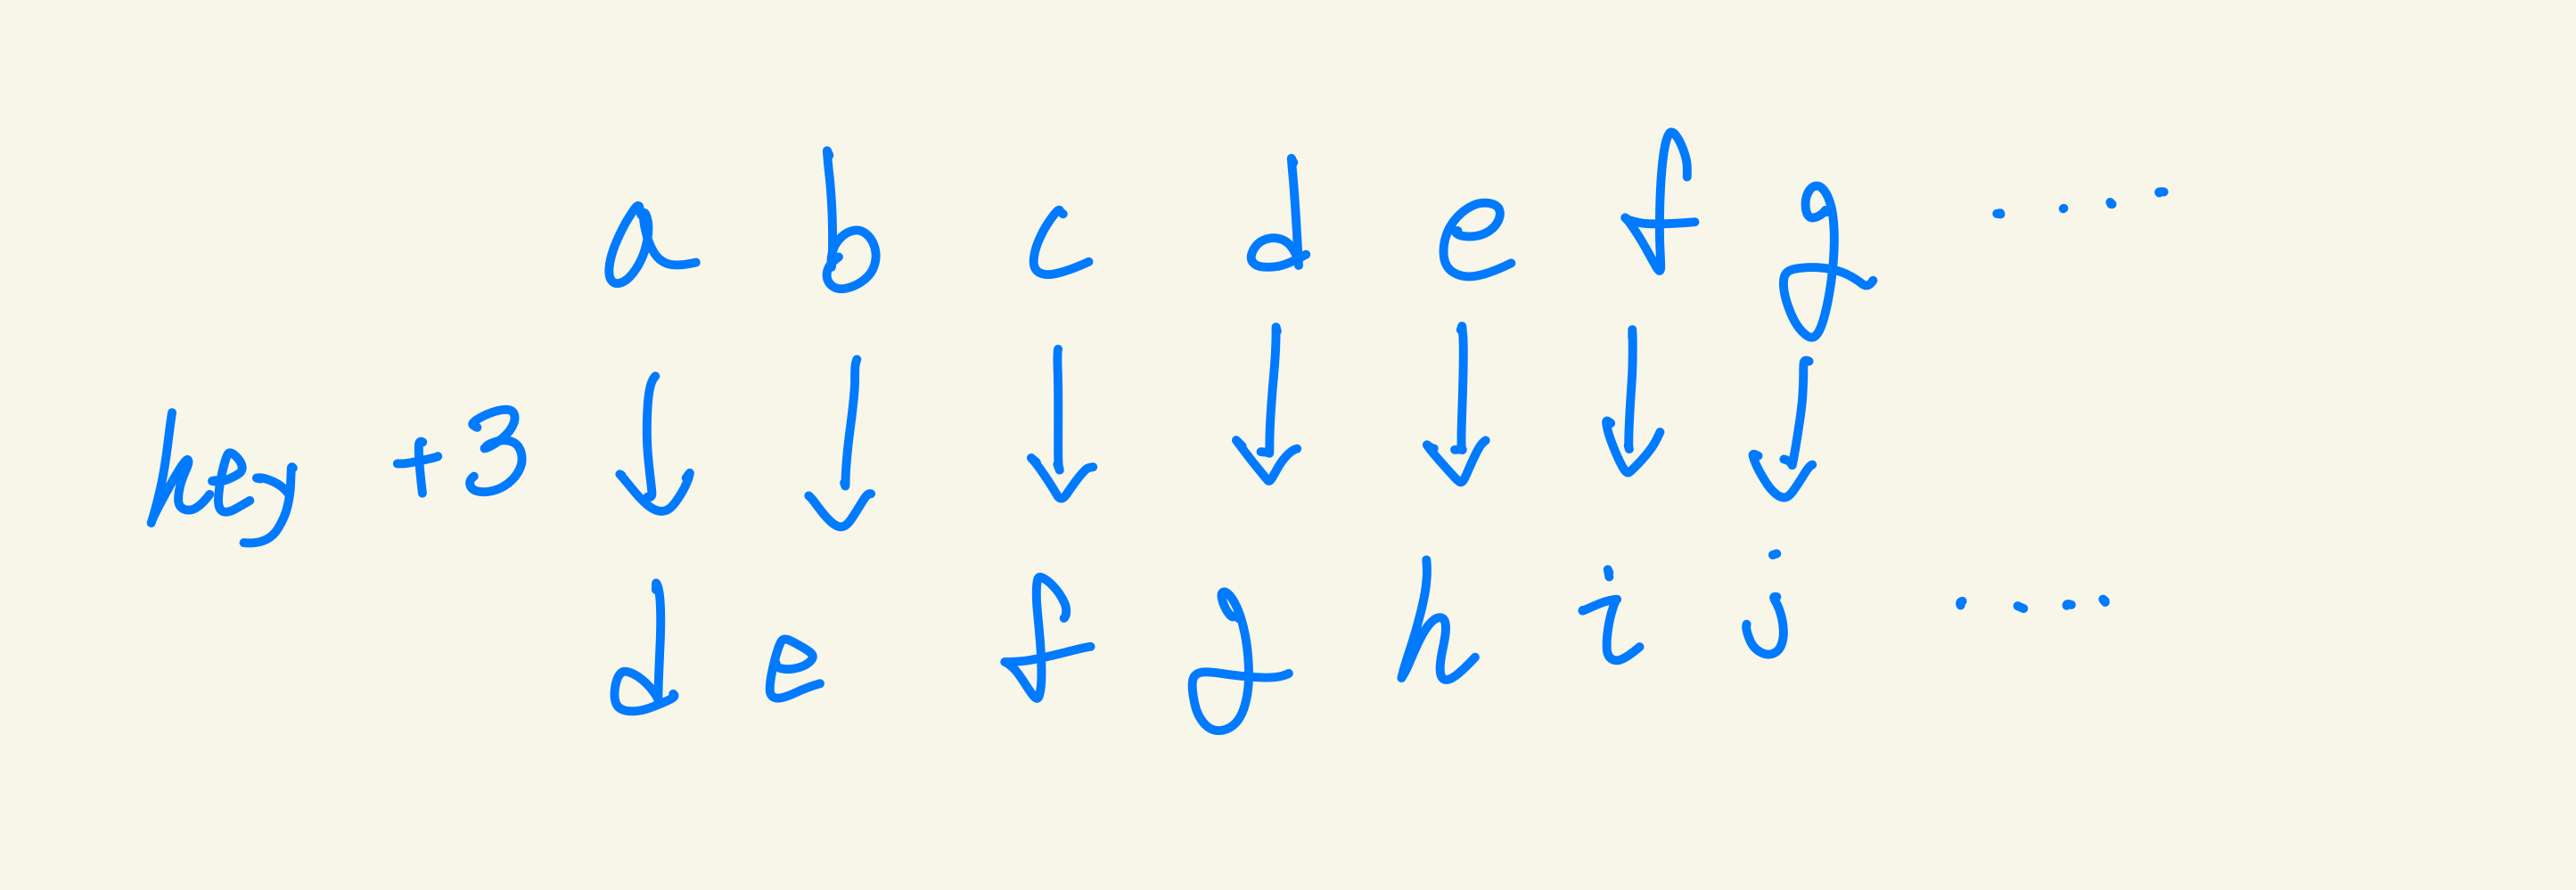 a b c d e f g ....
key +3 ↓ ↓ ↓ ↓ ↓ ↓ ↓
d e f g h i j ....